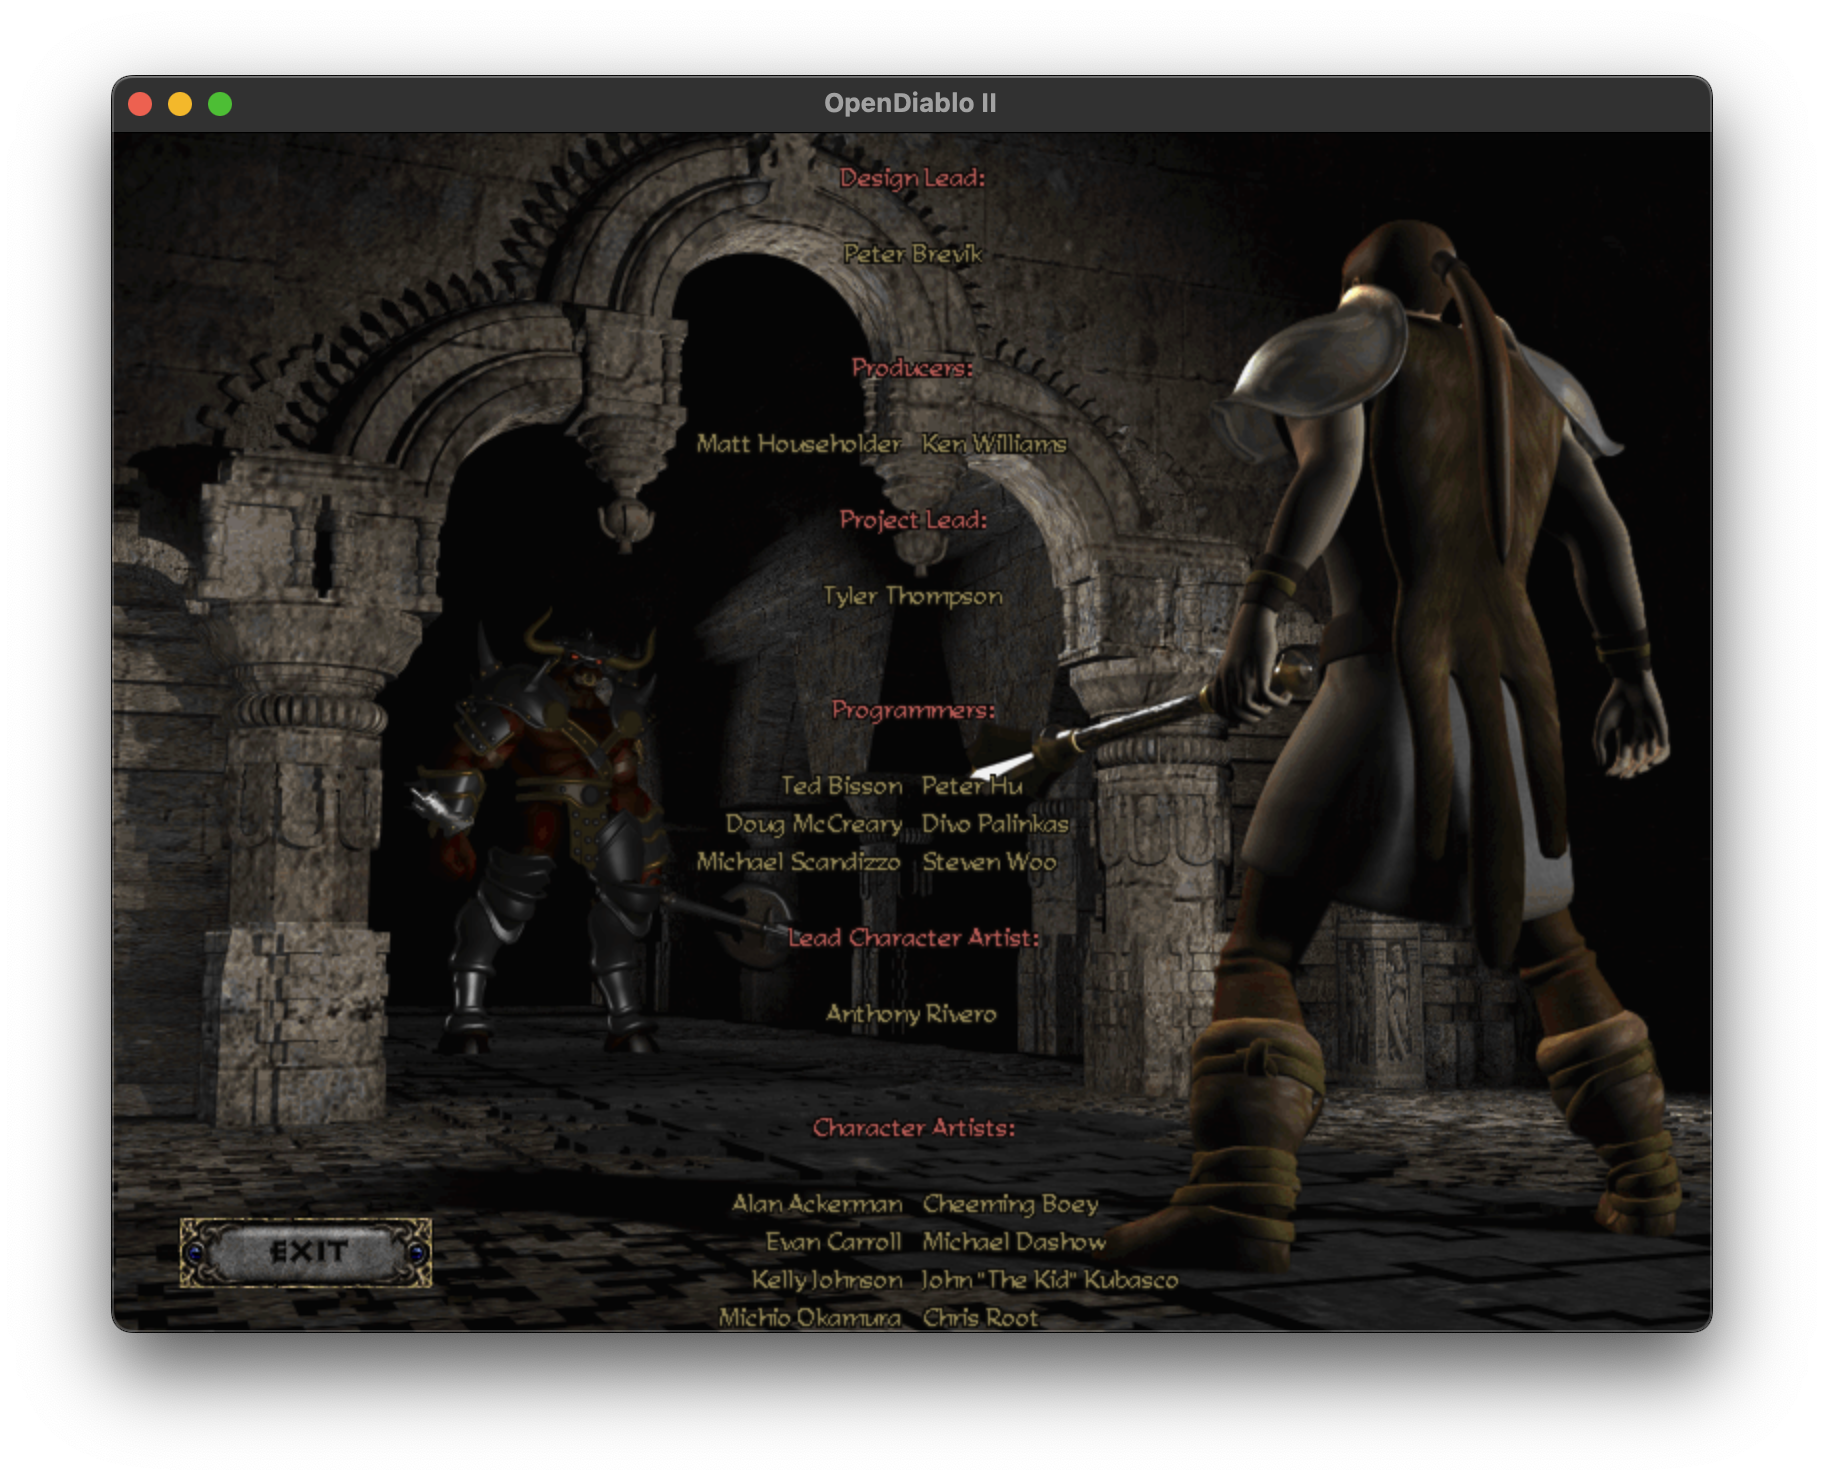 OpenDiablo II
Design Lead:
Peter Brevik
Producers:
Matt Householder Ken Williams
Project Lead:
Tyler Thompson
Programmers:
Ted Bisson Peter Hu
Doug McCreary Divo Palinkas
Michael Scandizzo Steven Woo
Lead Character Artist:
Anthony Rivero
Character Artists:
Alan Ackerman Cheeming Boey
Evan Carroll Michael Dashow
Kelly Johnson John "The Kid" Kubasco
Michio Okamura Chris Root
EXIT